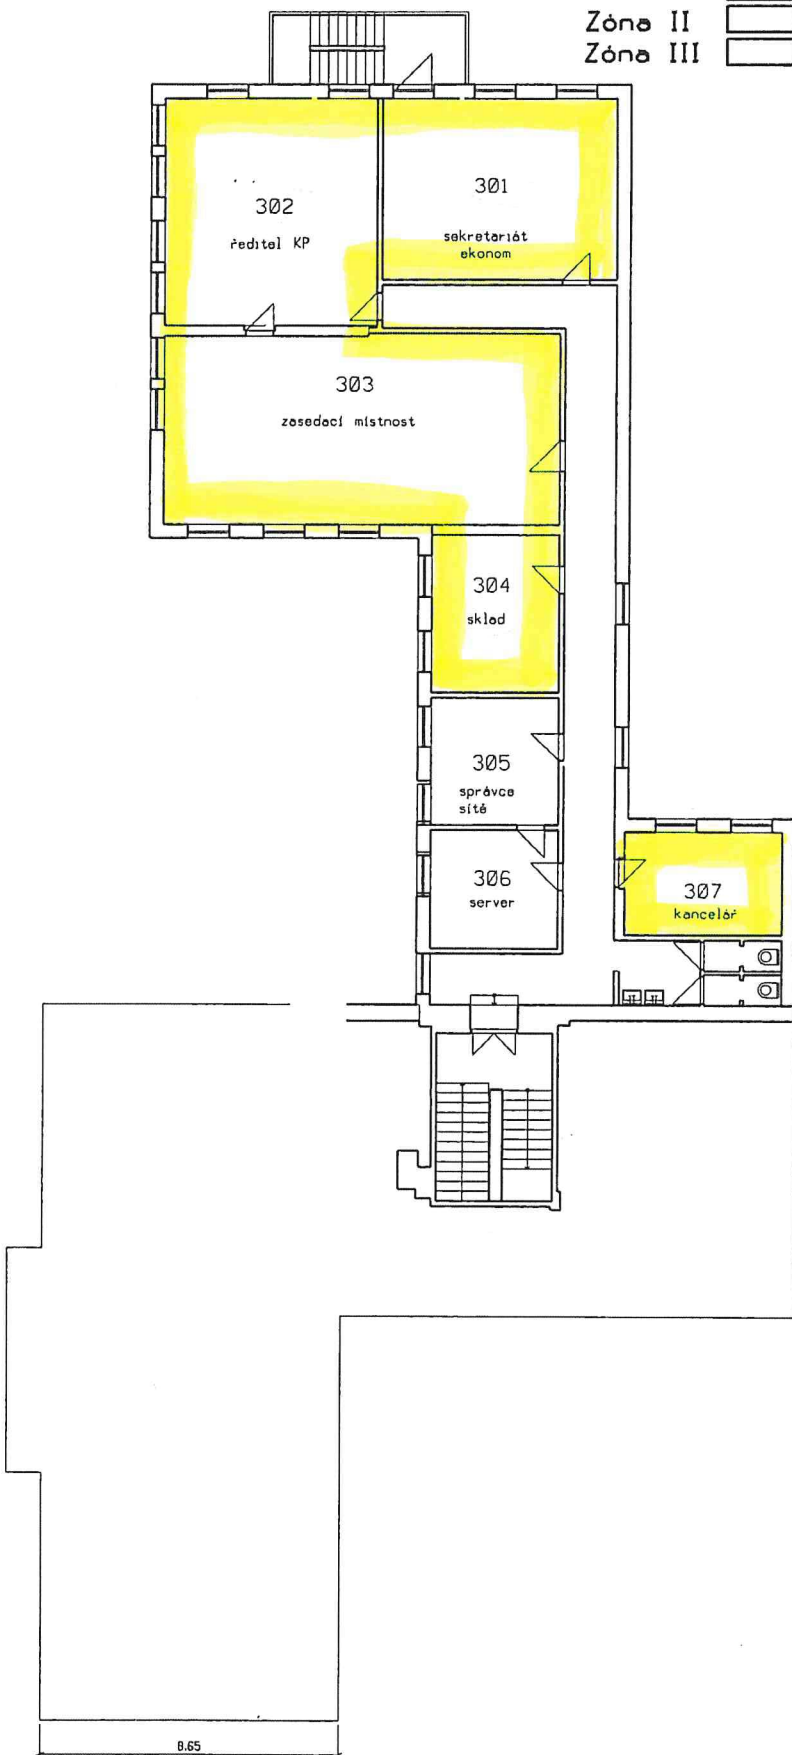 Zóna II
Zóna III
301
sekretariát
ekonom
302
ředitel KP
303
zasedací místnost
304
sklad
305
správce
sítě
306
server
307
kancelář
8.65